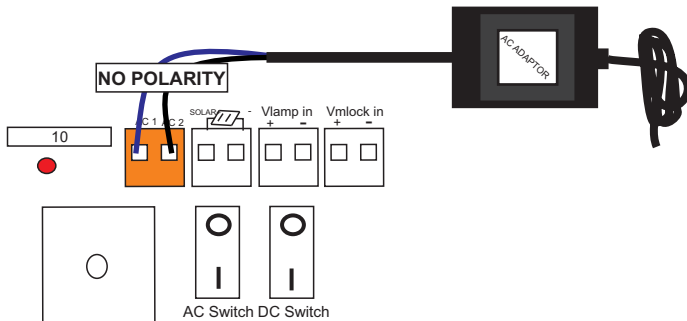 AC ADAPTOR
NO POLARITY
AC 1 AC 2
SOLAR -
Vlamp in
+ -
Vmlock in
+ -
10
AC Switch DC Switch